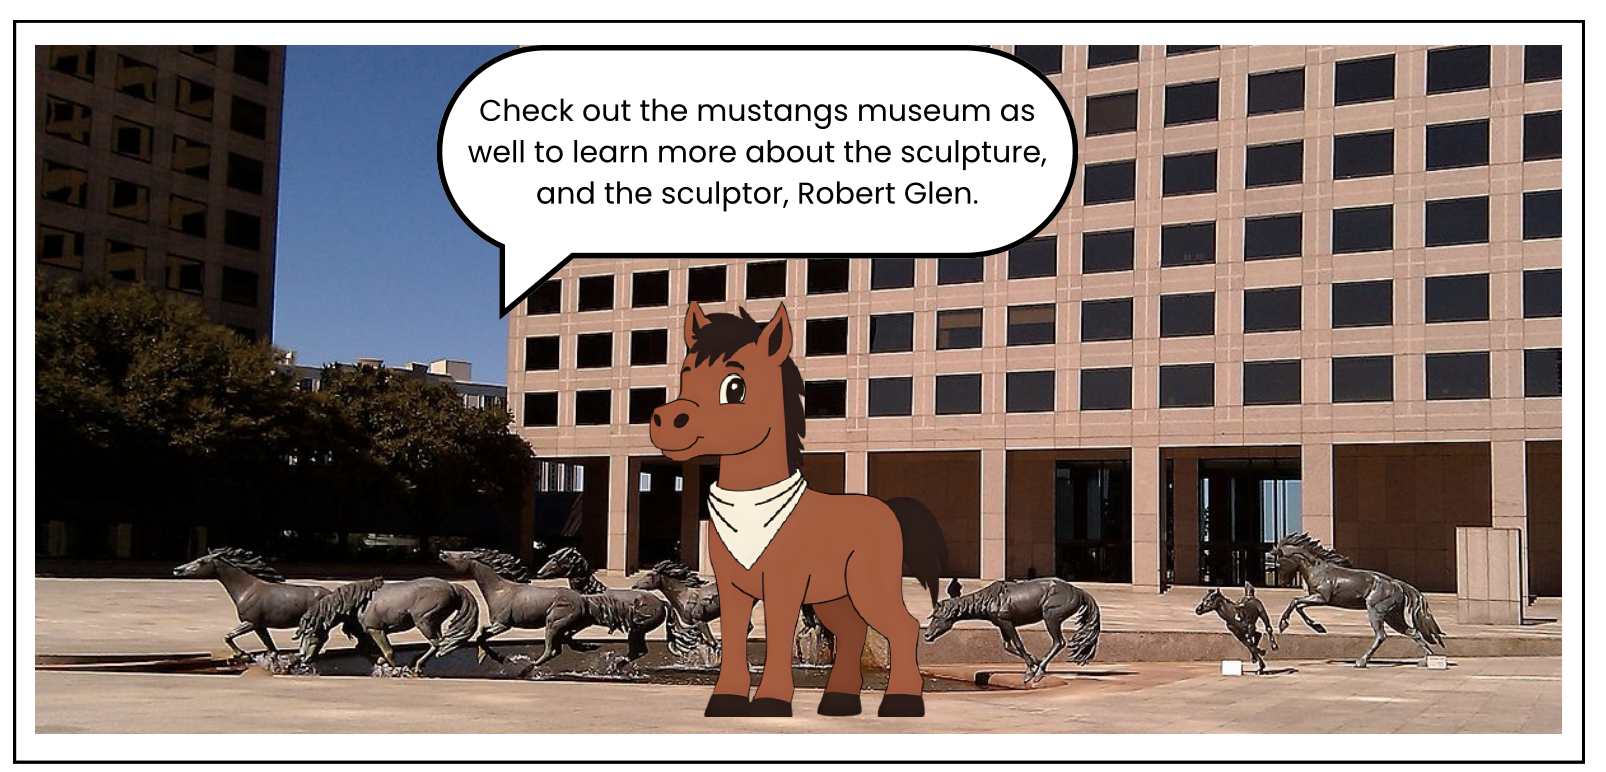 Check out the mustangs museum as
well to learn more about the sculpture,
and the sculptor, Robert Glen.